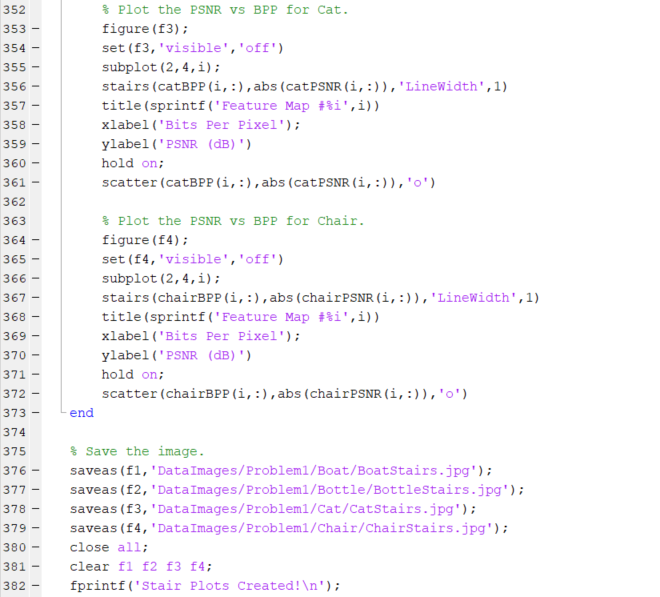 352 % Plot the PSNR vs BPP for Cat.
353 – figure(f3);
354 – set(f3,'visible','off')
355 – subplot(2,4,i);
356 – stairs(catBPP(i,:),abs(catPSNR(i,:)),'LineWidth',1)
357 – title(sprintf('Feature Map #%i',i))
358 – xlabel('Bits Per Pixel');
359 – ylabel('PSNR (dB)')
360 – hold on;
361 – scatter(catBPP(i,:),abs(catPSNR(i,:)),'o')
362
363 % Plot the PSNR vs BPP for Chair.
364 – figure(f4);
365 – set(f4,'visible','off')
366 – subplot(2,4,i);
367 – stairs(chairBPP(i,:),abs(chairPSNR(i,:)),'LineWidth',1)
368 – title(sprintf('Feature Map #%i',i))
369 – xlabel('Bits Per Pixel');
370 – ylabel('PSNR (dB)')
371 – hold on;
372 – scatter(chairBPP(i,:),abs(chairPSNR(i,:)),'o')
373 – end
374
375 % Save the image.
376 – saveas(f1,'DataImages/Problem1/Boat/BoatStairs.jpg');
377 – saveas(f2,'DataImages/Problem1/Bottle/BottleStairs.jpg');
378 – saveas(f3,'DataImages/Problem1/Cat/CatStairs.jpg');
379 – saveas(f4,'DataImages/Problem1/Chair/ChairStairs.jpg');
380 – close all;
381 – clear f1 f2 f3 f4;
382 – fprintf('Stair Plots Created!\n');